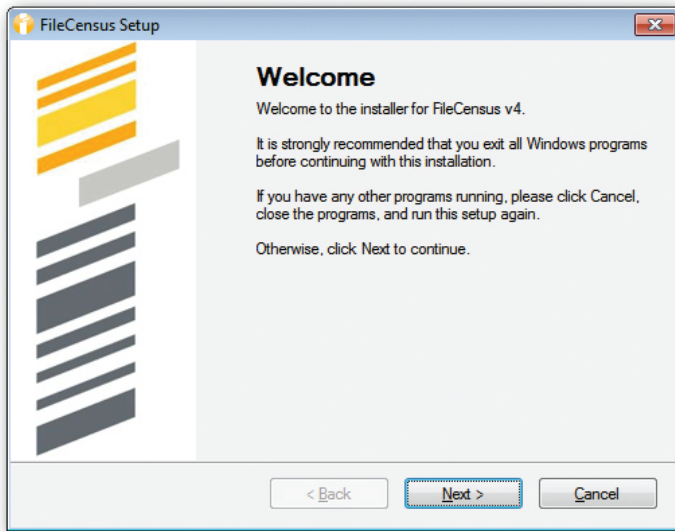 FileCensus Setup
Welcome
Welcome to the installer for FileCensus v4.
It is strongly recommended that you exit all Windows programs
before continuing with this installation.
If you have any other programs running, please click Cancel,
close the programs, and run this setup again.
Otherwise, click Next to continue.
< Back
Next >
Cancel